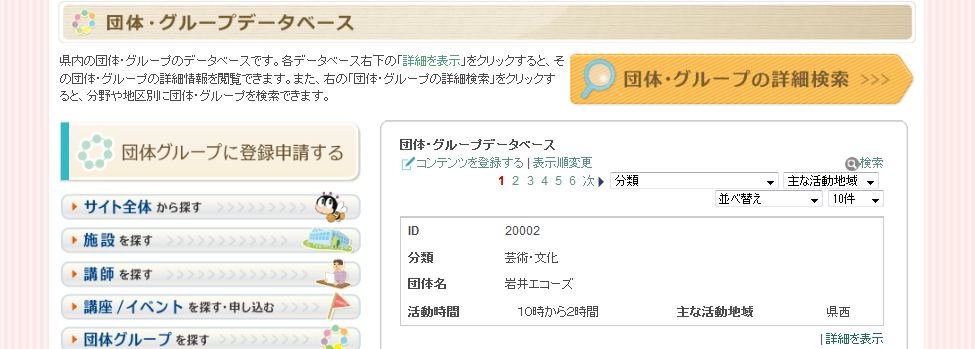 団体・グループデータベース
県内の団体・グループのデータベースです。各データベース右下の「詳細を表示」をクリックすると、そ
の団体・グループの詳細情報を閲覧できます。また、右の「団体・グループの詳細検索」をクリックす
ると、分野や地区別に団体・グループを検索できます。
団体・グループの詳細検索 >>>
団体グループに登録申請する
サイト全体 から探す
施設 を探す
講師 を探す
講座/イベント を探す・申し込む
団体グループ を探す
団体・グループデータベース
コンテンツを登録する | 表示順変更
検索
1 2 3 4 5 6 次 分類 主な活動地域
並べ替え 10件
ID 20002
分類 芸術・文化
団体名 岩井エコーズ
活動時間 10時から2時間 主な活動地域 県西
| 詳細を表示